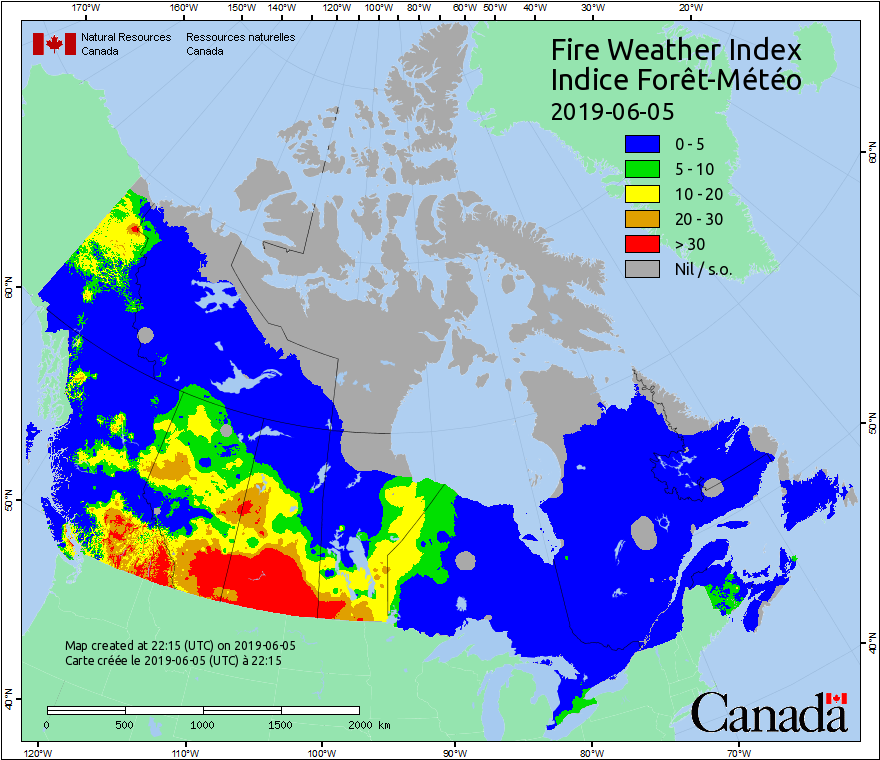 170°W 160°W 150°W 140°W 120°W 100°W 80°W 60°W 50°W 40°W 30°W 20°W
Natural Resources Ressources naturelles
Canada Canada
Fire Weather Index
Indice Forêt-Météo
2019-06-05
0 - 5
5 - 10
10 - 20
20 - 30
> 30
Nil / s.o.
60°N
60°N
50°N
50°N
40°N
40°N
Map created at 22:15 (UTC) on 2019-06-05
Carte créée le 2019-06-05 (UTC) à 22:15
0 500 1000 1500 2000 km
Canada
120°W 110°W 100°W 90°W 80°W 70°W